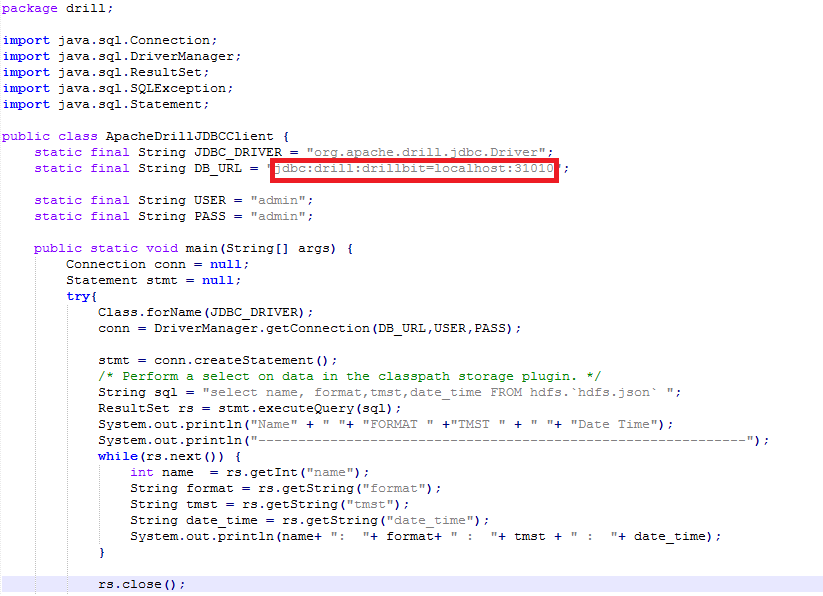 package drill;
import java.sql.Connection;
import java.sql.DriverManager;
import java.sql.ResultSet;
import java.sql.SQLException;
import java.sql.Statement;
public class ApacheDrillJDBCClient {
static final String JDBC_DRIVER = "org.apache.drill.jdbc.Driver";
static final String DB_URL = "jdbc:drill:drillbit=localhost:31010";
static final String USER = "admin";
static final String PASS = "admin";
public static void main(String[] args) {
Connection conn = null;
Statement stmt = null;
try{
Class.forName(JDBC_DRIVER);
conn = DriverManager.getConnection(DB_URL,USER,PASS);
stmt = conn.createStatement();
/* Perform a select on data in the classpath storage plugin. */
String sql = "select name, format,tmst,date_time FROM hdfs.`hdfs.json` ";
ResultSet rs = stmt.executeQuery(sql);
System.out.println("Name" + " "+ "FORMAT " +"TMST " + " "+ "Date Time");
System.out.println("-------------------------------------------------------------");
while(rs.next()) {
int name  = rs.getInt("name");
String format = rs.getString("format");
String tmst = rs.getString("tmst");
String date_time = rs.getString("date_time");
System.out.println(name+ ":  "+ format+ " :  "+ tmst + " :  "+ date_time);
}
rs.close();